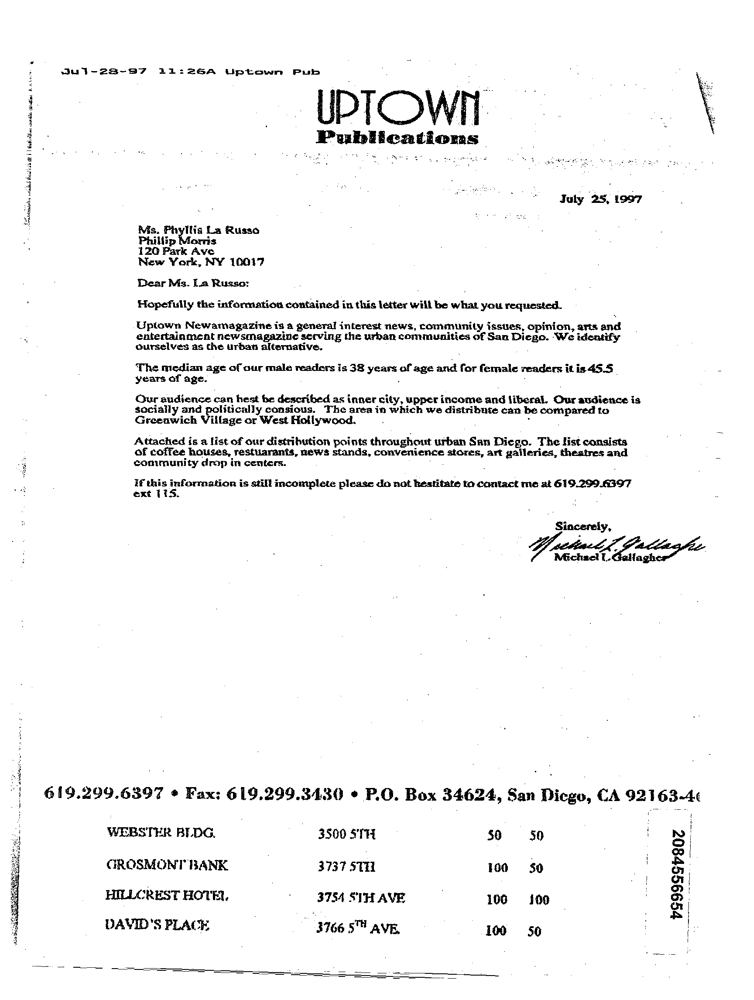 Jul-28-97 11:26A Uptown Pub
UPTOWN
Publications
July 25, 1997
Ms. Phyllis La Russo
Phillip Morris
120 Park Ave
New York, NY 10017
Dear Ms. La Russo:
Hopefully the information contained in this letter will be what you requested.
Uptown Newamagazine is a general interest news, community issues, opinion, arts and
entertainment newsmagazine serving the urban communities of San Diego. We identify
ourselves as the urban alternative.
The median age of our male readers is 38 years of age and for female readers it is 45.5
years of age.
Our audience can best be described as inner city, upper income and liberal. Our audience is
socially and politically consious. The area in which we distribute can be compared to
Greenwich Village or West Hollywood.
Attached is a list of our distribution points throughout urban San Diego. The list consists
of coffee houses, restuarants, news stands, convenience stores, art galleries, theatres and
community drop in centers.
If this information is still incomplete please do not hestitate to contact me at 619.299.6397
ext 115.
Sincerely,
Michael L. Gallagher
Michael L. Gallagher
619.299.6397 • Fax: 619.299.3430 • P.O. Box 34624, San Diego, CA 92163-4
WEBSTER BLDG. 3500 5TH 50 50
GROSMONT BANK 3737 5TH 100 50
HILLCREST HOTEL 3754 5TH AVE 100 100
DAVID'S PLACE 3766 5TH AVE. 100 50
2084556654